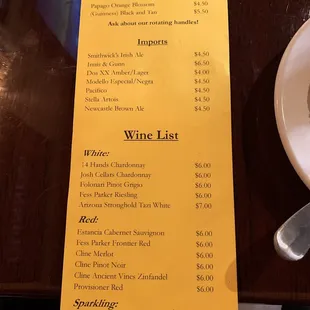 Papago Orange Blossom $4.50
(Guinness) Black and Tan $5.50
Ask about our rotating handles!
Imports
Smithwick's Irish Ale $4.50
Innis & Gunn $6.50
Dos XX Amber/Lager $4.00
Modello Especial/Negra $4.50
Pacifico $4.50
Stella Artois $4.50
Newcastle Brown Ale $4.50
Wine List
White:
14 Hands Chardonnay $6.00
Josh Cellars Chardonnay $6.00
Folonari Pinot Grigio $6.00
Fess Parker Riesling $6.00
Arizona Stronghold Tazi White $7.00
Red:
Estancia Cabernet Sauvignon $6.00
Fess Parker Frontier Red $6.00
Cline Merlot $6.00
Cline Pinot Noir $6.00
Cline Ancient Vines Zinfandel $6.00
Provisioner Red $6.00
Sparkling: